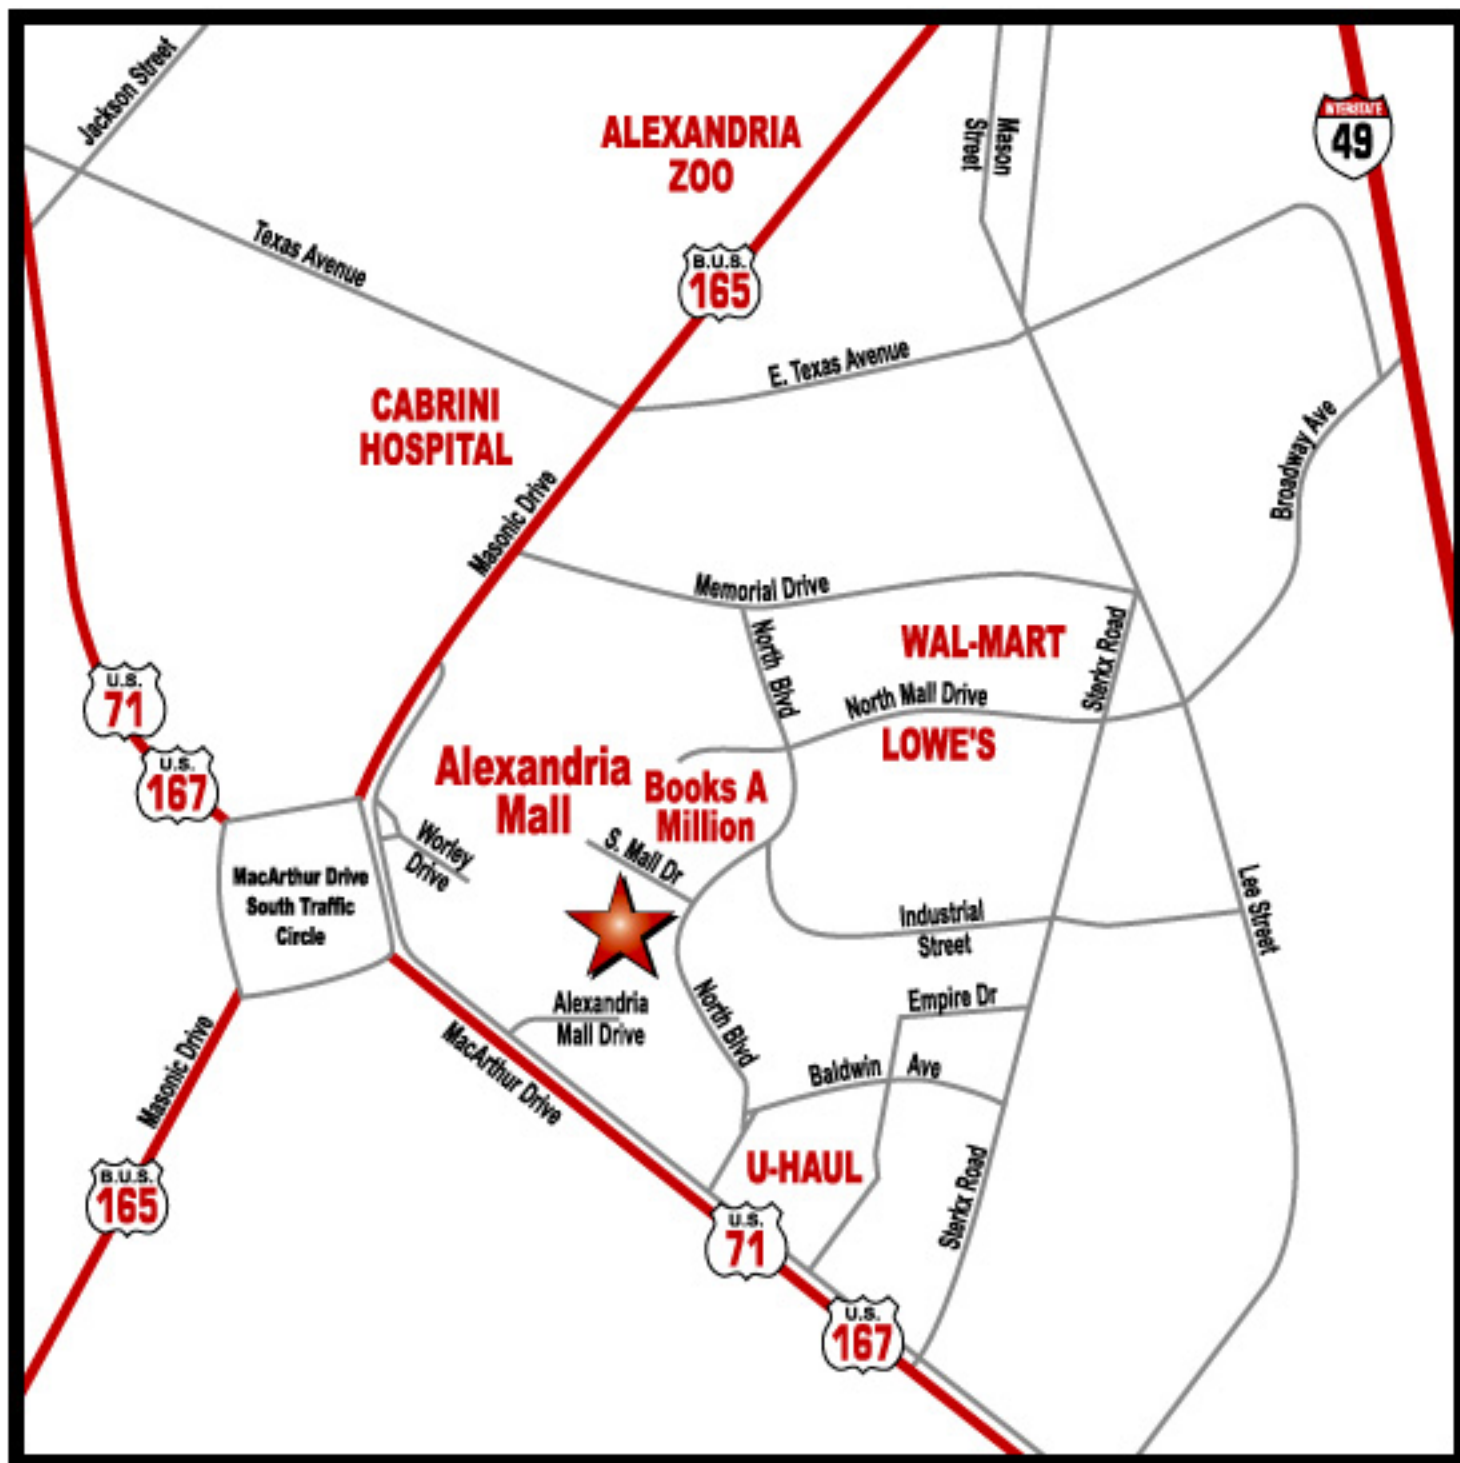 Jackson Street
ALEXANDRIA
ZOO
Mason
Street
INTERSTATE
49
Texas Avenue
B.U.S.
165
E. Texas Avenue
CABRINI
HOSPITAL
Broadway Ave
Masonic Drive
Memorial Drive
North Blvd
WAL-MART
Sterkx Road
U.S.
71
North Mall Drive
LOWE'S
U.S.
167
Alexandria
Mall
Books A
Million
Worley
Drive
S. Mall Dr
MacArthur Drive
South Traffic
Circle
Industrial
Street
Lee Street
Alexandria
Mall Drive
North Blvd
Empire Dr
Masonic Drive
MacArthur Drive
Baldwin Ave
B.U.S.
165
U-HAUL
Sterkx Road
U.S.
71
U.S.
167